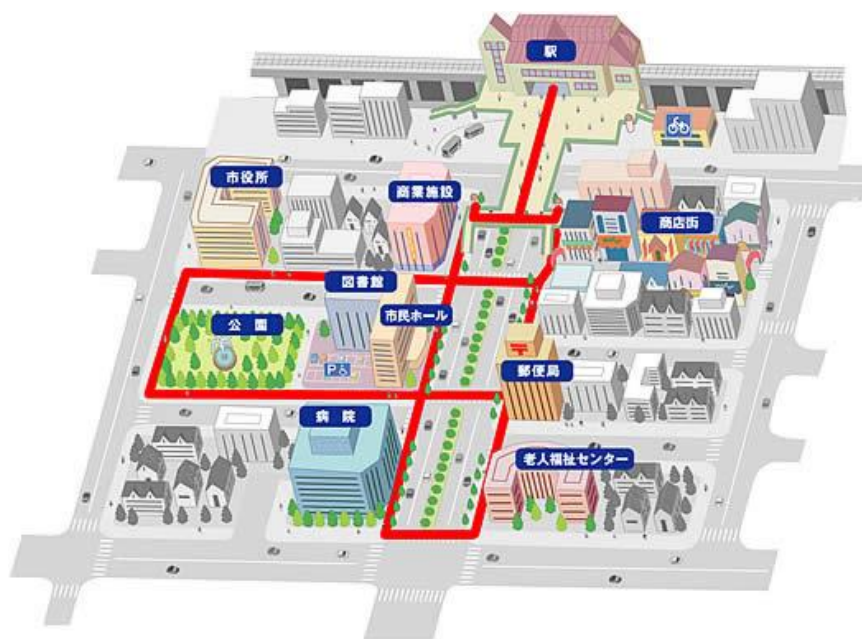 駅
市役所
商業施設
商店街
図書館
市民ホール
公園
P
〒
郵便局
病院
老人福祉センター